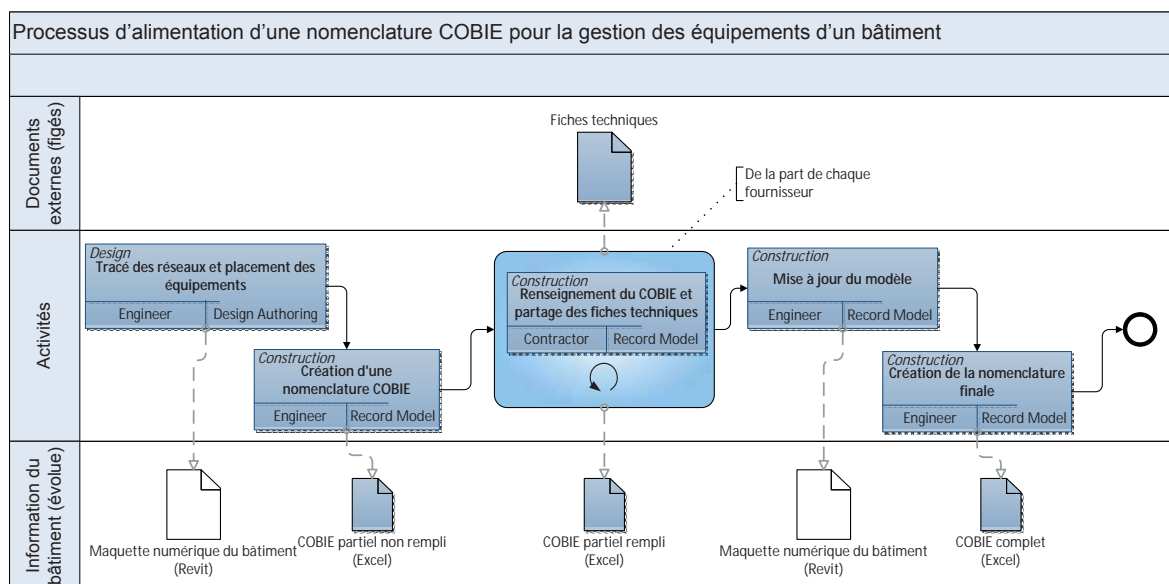 Processus d'alimentation d'une nomenclature COBIE pour la gestion des équipements d'un bâtiment
Documents
externes (figés)
Fiches techniques
De la part de chaque
fournisseur
Activités
Design
Tracé des réseaux et placement des
équipements
Engineer
Design Authoring
Construction
Création d'une
nomenclature COBIE
Engineer
Record Model
Construction
Renseignement du COBIE et
partage des fiches techniques
Contractor
Record Model
Construction
Mise à jour du modèle
Engineer
Record Model
Construction
Création de la nomenclature
finale
Engineer
Record Model
Information du
bâtiment (évolue)
Maquette numérique du bâtiment
(Revit)
COBIE partiel non rempli
(Excel)
COBIE partiel rempli
(Excel)
Maquette numérique du bâtiment
(Revit)
COBIE complet
(Excel)